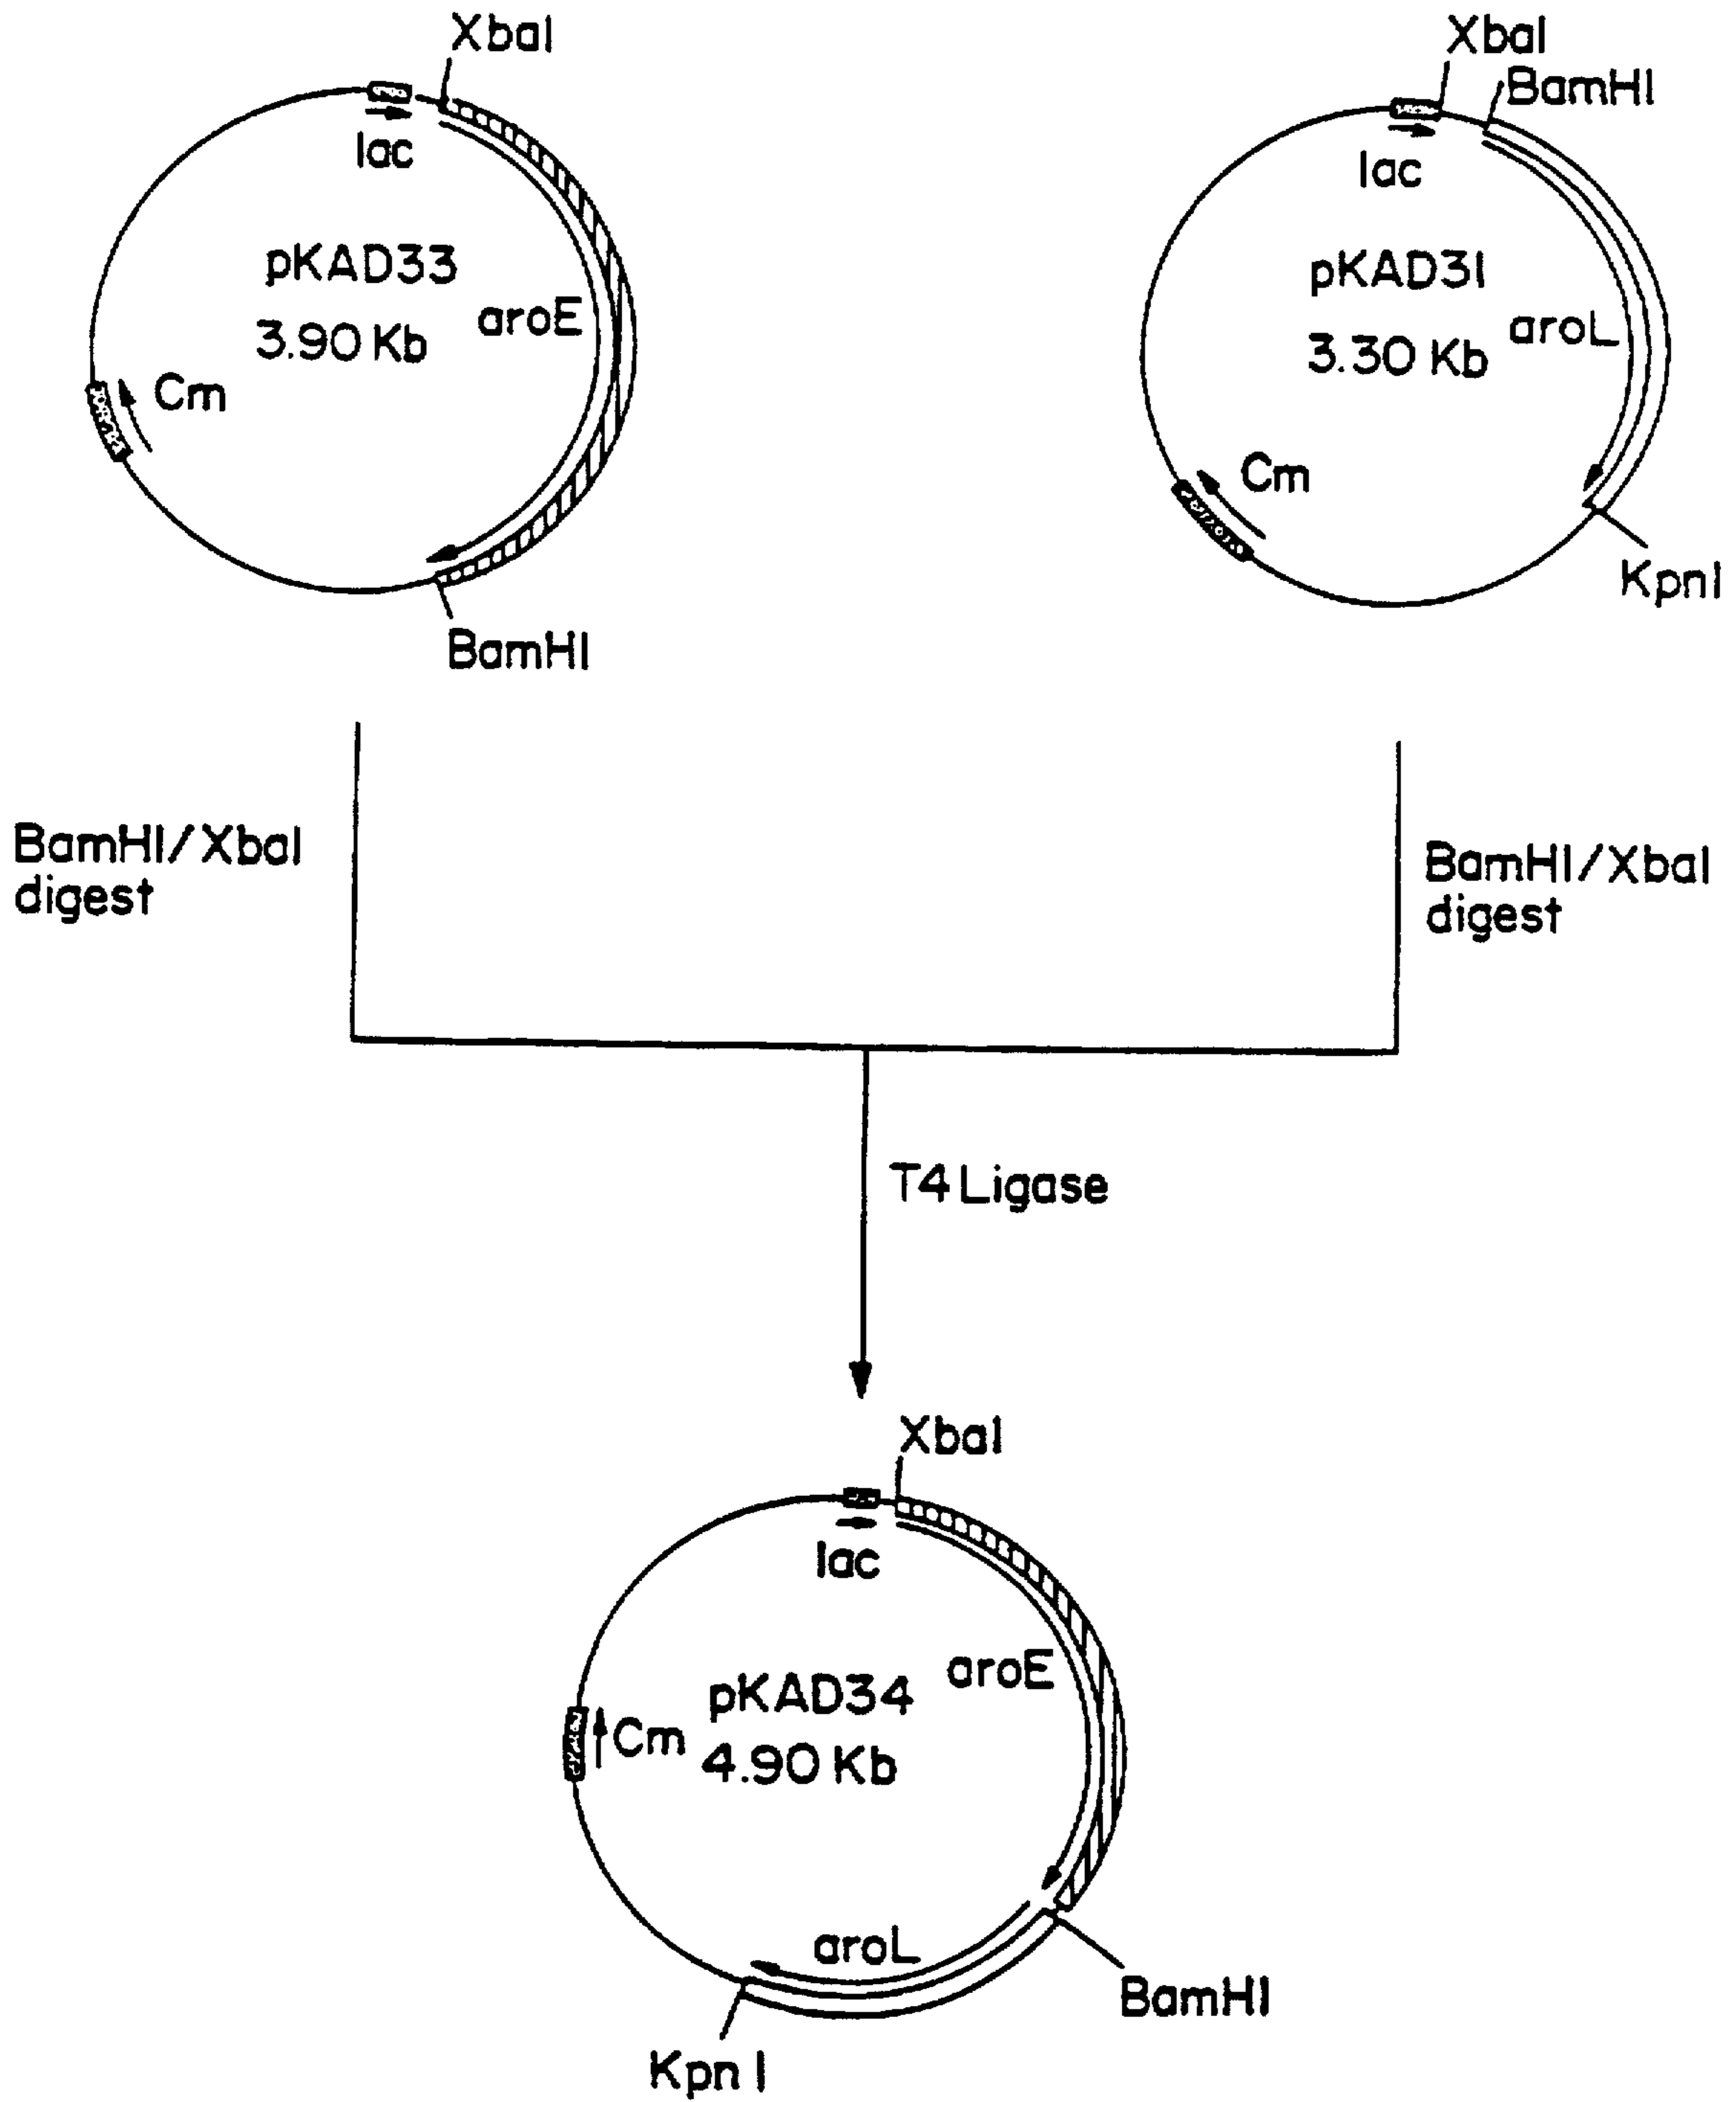 XbaI
lac
pKAD33
3.90 Kb
aroE
Cm
BamHI
XbaI
BamHI
lac
pKAD31
3.30 Kb
aroL
Cm
KpnI
BamHI/XbaI
digest
BamHI/XbaI
digest
T4 Ligase
XbaI
lac
aroE
pKAD34
4.90 Kb
Cm
aroL
BamHI
Kpn I